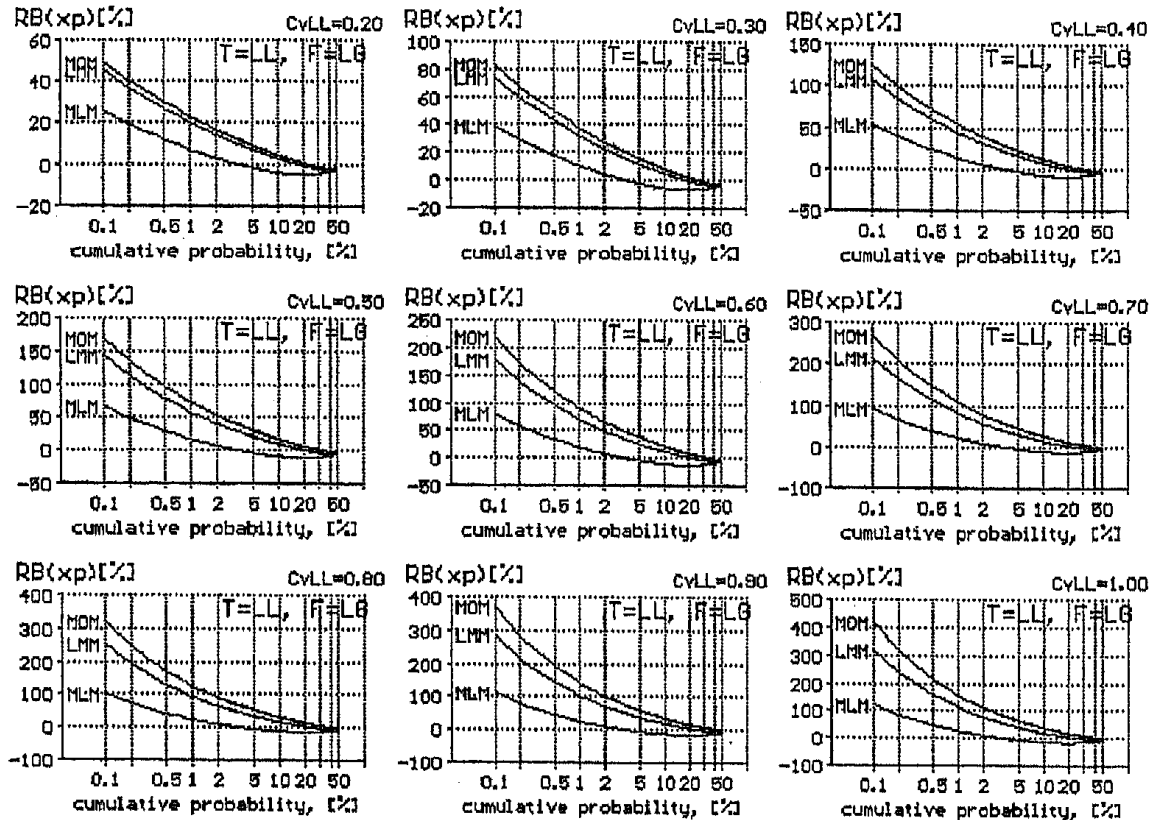 RB(xp)[%] CvLL=0.20
60
T=LL, F=LG
MOM
40
LMM
MLM
20
0
-20
0.1 0.5 1 2 5 10 20 50
cumulative probability, [%]
RB(xp)[%] CvLL=0.30
100
T=LL, F=LG
MOM
80
LMM
60
MLM
40
20
0
-20
0.1 0.5 1 2 5 10 20 50
cumulative probability, [%]
RB(xp)[%] CvLL=0.40
150
T=LL, F=LG
MOM
LMM
100
MLM
50
0
-50
0.1 0.5 1 2 5 10 20 50
cumulative probability, [%]
RB(xp)[%] CvLL=0.50
200
T=LL, F=LG
MOM
150
LMM
100
MLM
50
0
-50
0.1 0.5 1 2 5 10 20 50
cumulative probability, [%]
RB(xp)[%] CvLL=0.60
250
T=LL, F=LG
MOM
200
LMM
150
100
MLM
50
0
-50
0.1 0.5 1 2 5 10 20 50
cumulative probability, [%]
RB(xp)[%] CvLL=0.70
300
T=LL, F=LG
MOM
LMM
200
MLM
100
0
-100
0.1 0.5 1 2 5 10 20 50
cumulative probability, [%]
RB(xp)[%] CvLL=0.80
400
T=LL, F=LG
MOM
300
LMM
200
MLM
100
0
-100
0.1 0.5 1 2 5 10 20 50
cumulative probability, [%]
RB(xp)[%] CvLL=0.90
400
T=LL, F=LG
MOM
300
LMM
200
MLM
100
0
-100
0.1 0.5 1 2 5 10 20 50
cumulative probability, [%]
RB(xp)[%] CvLL=1.00
500
T=LL, F=LG
MOM
400
LMM
300
200
MLM
100
0
-100
0.1 0.5 1 2 5 10 20 50
cumulative probability, [%]